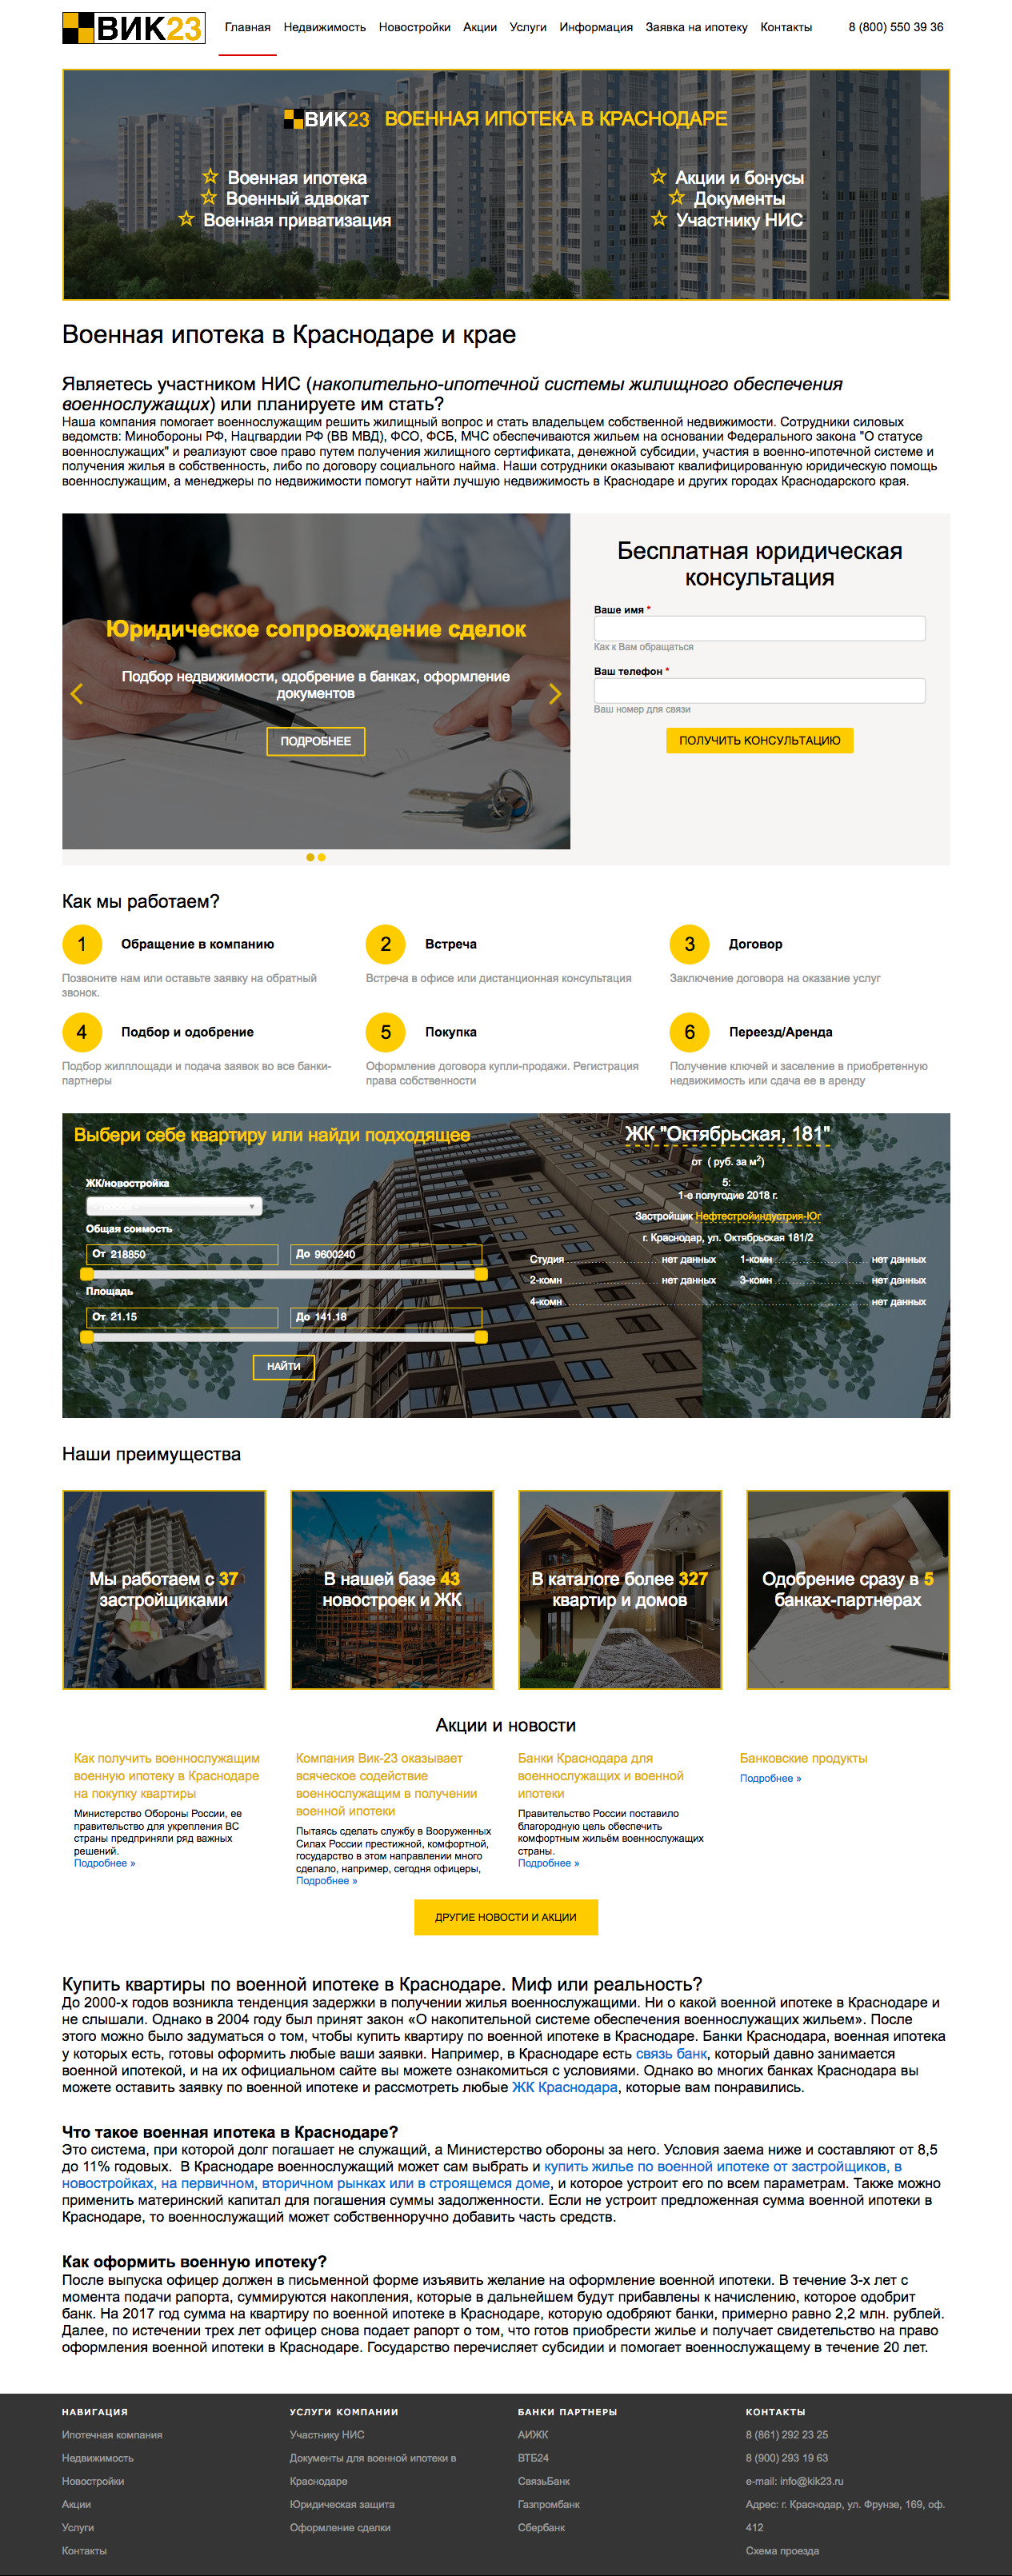 ВИК23
Главная Недвижимость Новостройки Акции Услуги Информация Заявка на ипотеку Контакты 8 (800) 550 39 36
ВИК23 ВОЕННАЯ ИПОТЕКА В КРАСНОДАРЕ
Военная ипотека
Военный адвокат
Военная приватизация
Акции и бонусы
Документы
Участнику НИС
Военная ипотека в Краснодаре и крае
Являетесь участником НИС (накопительно-ипотечной системы жилищного обеспечения
военнослужащих) или планируете им стать?
Наша компания помогает военнослужащим решить жилищный вопрос и стать владельцем собственной недвижимости. Сотрудники силовых
ведомств: Минобороны РФ, Нацгвардии РФ (ВВ МВД), ФСО, ФСБ, МЧС обеспечиваются жильем на основании Федерального закона "О статусе
военнослужащих" и реализуют свое право путем получения жилищного сертификата, денежной субсидии, участия в военно-ипотечной системе и
получения жилья в собственность, либо по договору социального найма. Наши сотрудники оказывают квалифицированную юридическую помощь
военнослужащим, а менеджеры по недвижимости помогут найти лучшую недвижимость в Краснодаре и других городах Краснодарского края.
Юридическое сопровождение сделок
Подбор недвижимости, одобрение в банках, оформление
документов
ПОДРОБНЕЕ
Бесплатная юридическая
консультация
Ваше имя *
Как к Вам обращаться
Ваш телефон *
Ваш номер для связи
ПОЛУЧИТЬ КОНСУЛЬТАЦИЮ
Как мы работаем?
1 Обращение в компанию
Позвоните нам или оставьте заявку на обратный
звонок.
2 Встреча
Встреча в офисе или дистанционная консультация
3 Договор
Заключение договора на оказание услуг
4 Подбор и одобрение
Подбор жилплощади и подача заявок во все банки-
партнеры
5 Покупка
Оформление договора купли-продажи. Регистрация
права собственности
6 Переезд/Аренда
Получение ключей и заселение в приобретенную
недвижимость или сдача ее в аренду
Выбери себе квартиру или найди подходящее
ЖК/новостройка
Общая соимость
От 218850 До 9600240
Площадь
От 21.15 До 141.18
НАЙТИ
ЖК "Октябрьская, 181"
от ( руб. за м2)
5:
1-е полугодие 2018 г.
Застройщик Нефтестройиндустрия-Юг
г. Краснодар, ул. Октябрьская 181/2
Студия нет данных 1-комн нет данных
2-комн нет данных 3-комн нет данных
4-комн нет данных
Наши преимущества
Мы работаем с 37
застройщиками
В нашей базе 43
новостроек и ЖК
В каталоге более 327
квартир и домов
Одобрение сразу в 5
банках-партнерах
Акции и новости
Как получить военнослужащим
военную ипотеку в Краснодаре
на покупку квартиры
Министерство Обороны России, ее
правительство для укрепления ВС
страны предприняли ряд важных
решений.
Подробнее »
Компания Вик-23 оказывает
всяческое содействие
военнослужащим в получении
военной ипотеки
Пытаясь сделать службу в Вооруженных
Силах России престижной, комфортной,
государство в этом направлении много
сделало, например, сегодня офицеры,
Подробнее »
Банки Краснодара для
военнослужащих и военной
ипотеки
Правительство России поставило
благородную цель обеспечить
комфортным жильём военнослужащих
страны.
Подробнее »
Банковские продукты
Подробнее »
ДРУГИЕ НОВОСТИ И АКЦИИ
Купить квартиры по военной ипотеке в Краснодаре. Миф или реальность?
До 2000-х годов возникла тенденция задержки в получении жилья военнослужащими. Ни о какой военной ипотеке в Краснодаре и
не слышали. Однако в 2004 году был принят закон «О накопительной системе обеспечения военнослужащих жильем». После
этого можно было задуматься о том, чтобы купить квартиру по военной ипотеке в Краснодаре. Банки Краснодара, военная ипотека
у которых есть, готовы оформить любые ваши заявки. Например, в Краснодаре есть связь банк, который давно занимается
военной ипотекой, и на их официальном сайте вы можете ознакомиться с условиями. Однако во многих банках Краснодара вы
можете оставить заявку по военной ипотеке и рассмотреть любые ЖК Краснодара, которые вам понравились.
Что такое военная ипотека в Краснодаре?
Это система, при которой долг погашает не служащий, а Министерство обороны за него. Условия заема ниже и составляют от 8,5
до 11% годовых. В Краснодаре военнослужащий может сам выбрать и купить жилье по военной ипотеке от застройщиков, в
новостройках, на первичном, вторичном рынках или в строящемся доме, и которое устроит его по всем параметрам. Также можно
применить материнский капитал для погашения суммы задолженности. Если не устроит предложенная сумма военной ипотеки в
Краснодаре, то военнослужащий может собственноручно добавить часть средств.
Как оформить военную ипотеку?
После выпуска офицер должен в письменной форме изъявить желание на оформление военной ипотеки. В течение 3-х лет с
момента подачи рапорта, суммируются накопления, которые в дальнейшем будут прибавлены к начислению, которое одобрит
банк. На 2017 год сумма на квартиру по военной ипотеке в Краснодаре, которую одобряют банки, примерно равно 2,2 млн. рублей.
Далее, по истечении трех лет офицер снова подает рапорт о том, что готов приобрести жилье и получает свидетельство на право
оформления военной ипотеки в Краснодаре. Государство перечисляет субсидии и помогает военнослужащему в течение 20 лет.
НАВИГАЦИЯ
Ипотечная компания
Недвижимость
Новостройки
Акции
Услуги
Контакты
УСЛУГИ КОМПАНИИ
Участнику НИС
Документы для военной ипотеки в
Краснодаре
Юридическая защита
Оформление сделки
БАНКИ ПАРТНЕРЫ
АИЖК
ВТБ24
СвязьБанк
Газпромбанк
Сбербанк
КОНТАКТЫ
8 (861) 292 23 25
8 (900) 293 19 63
e-mail: info@kik23.ru
Адрес: г. Краснодар, ул. Фрунзе, 169, оф.
412
Схема проезда